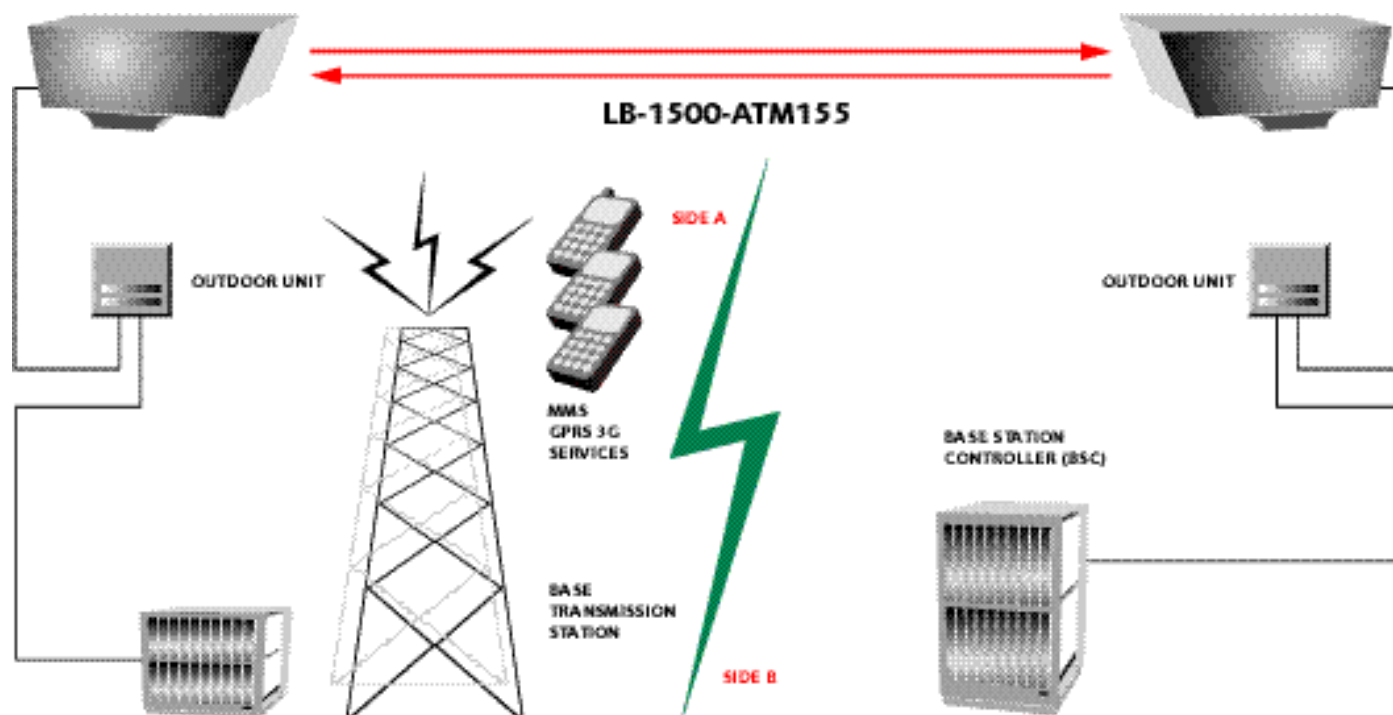 LB-1500-ATM155
SIDE A
OUTDOOR UNIT
OUTDOOR UNIT
MMS
GPRS 3G
SERVICES
BASE STATION
CONTROLLER (BSC)
BASE
TRANSMISSION
STATION
SIDE B